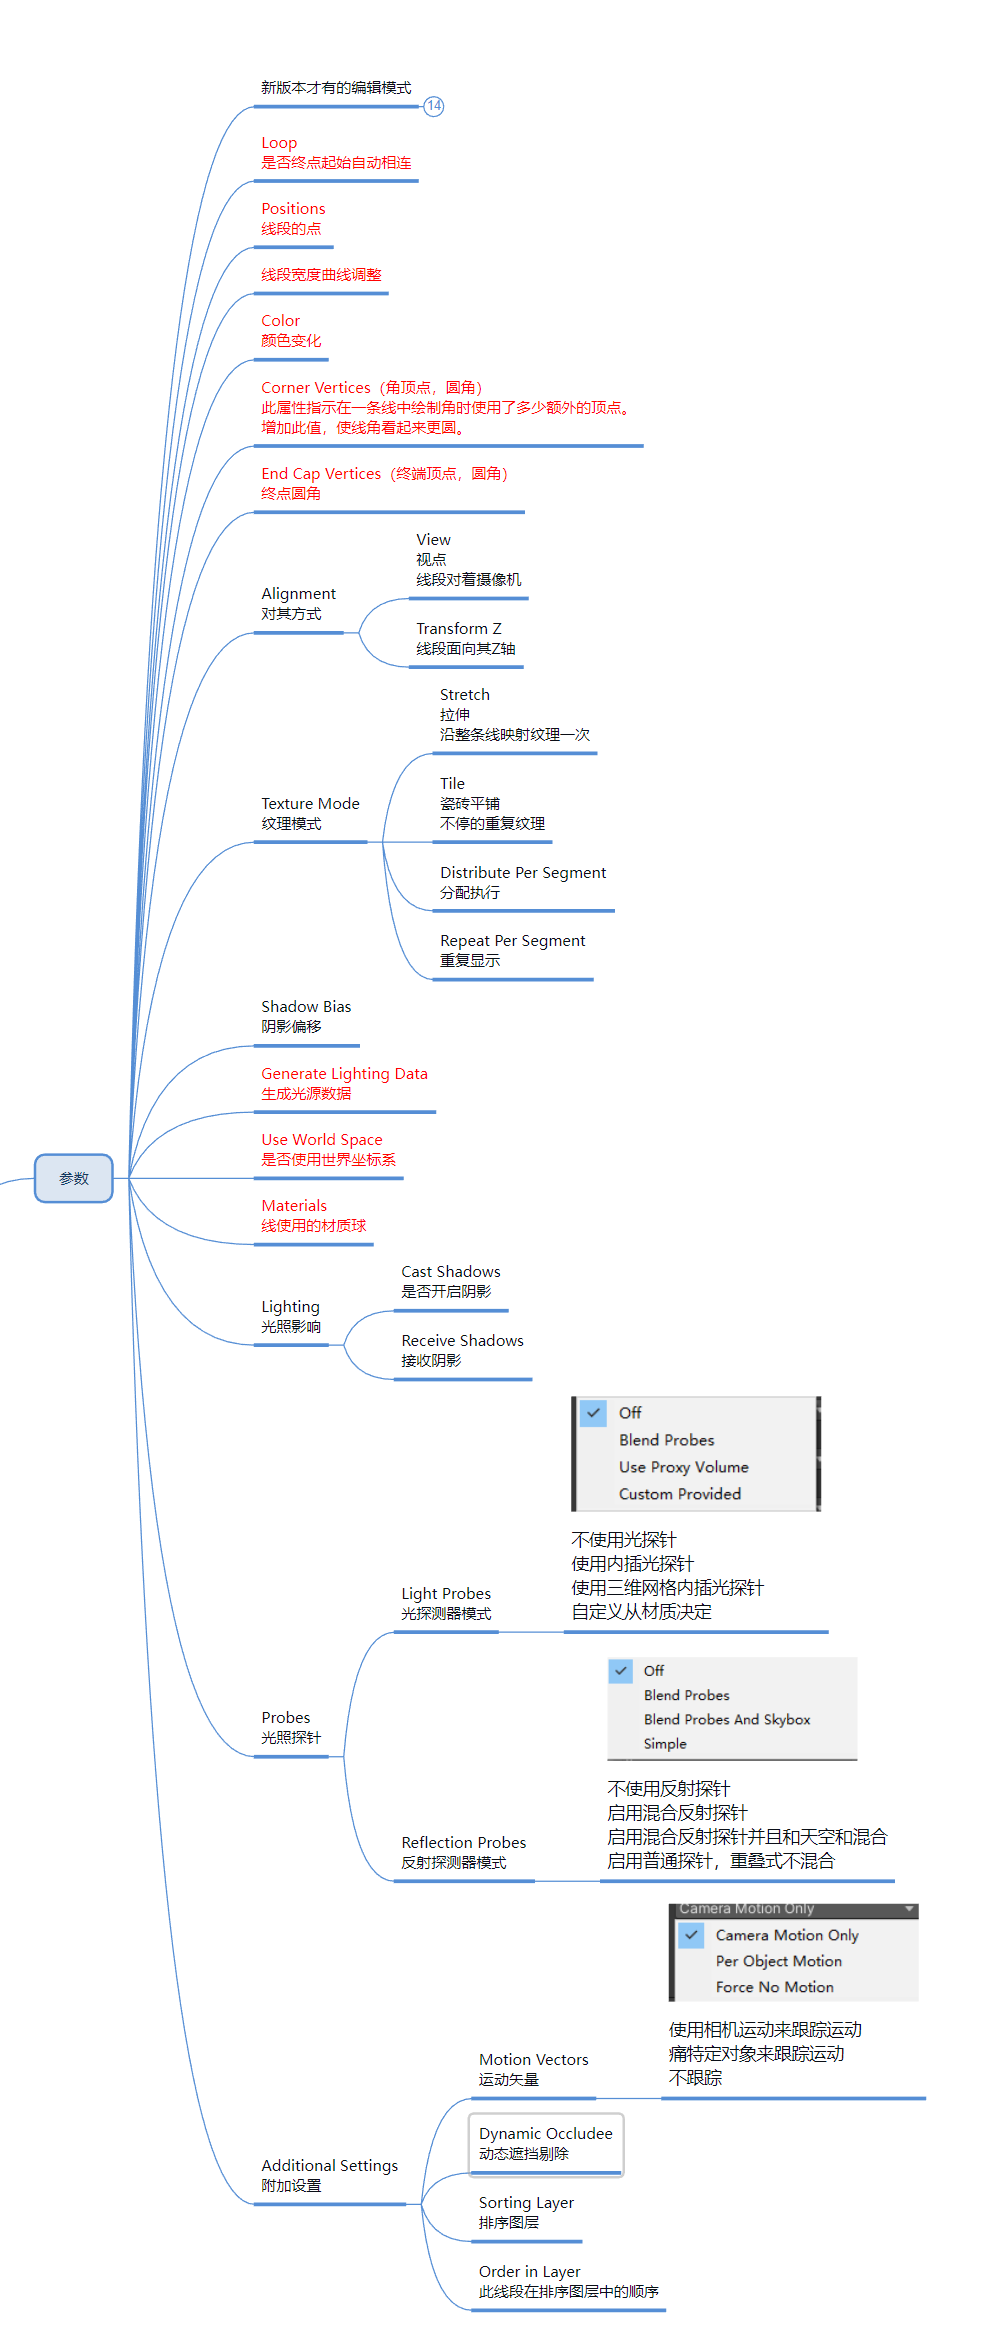 新版本才有的编辑模式
14
Loop
是否终点起始自动相连
Positions
线段的点
线段宽度曲线调整
Color
颜色变化
Corner Vertices（角顶点，圆角）
此属性指示在一条线中绘制角时使用了多少额外的顶点。
增加此值，使线角看起来更圆。
End Cap Vertices（终端顶点，圆角）
终点圆角
Alignment
对其方式
View
视点
线段对着摄像机
Transform Z
线段面向其Z轴
Texture Mode
纹理模式
Stretch
拉伸
沿整条线映射纹理一次
Tile
瓷砖平铺
不停的重复纹理
Distribute Per Segment
分配执行
Repeat Per Segment
重复显示
Shadow Bias
阴影偏移
Generate Lighting Data
生成光源数据
参数
Use World Space
是否使用世界坐标系
Materials
线使用的材质球
Lighting
光照影响
Cast Shadows
是否开启阴影
Receive Shadows
接收阴影
Probes
光照探针
Light Probes
光探测器模式
Off
Blend Probes
Use Proxy Volume
Custom Provided
不使用光探针
使用内插光探针
使用三维网格内插光探针
自定义从材质决定
Reflection Probes
反射探测器模式
Off
Blend Probes
Blend Probes And Skybox
Simple
不使用反射探针
启用混合反射探针
启用混合反射探针并且和天空和混合
启用普通探针，重叠式不混合
Additional Settings
附加设置
Motion Vectors
运动矢量
Camera Motion Only
Camera Motion Only
Per Object Motion
Force No Motion
使用相机运动来跟踪运动
痛特定对象来跟踪运动
不跟踪
Dynamic Occludee
动态遮挡剔除
Sorting Layer
排序图层
Order in Layer
此线段在排序图层中的顺序